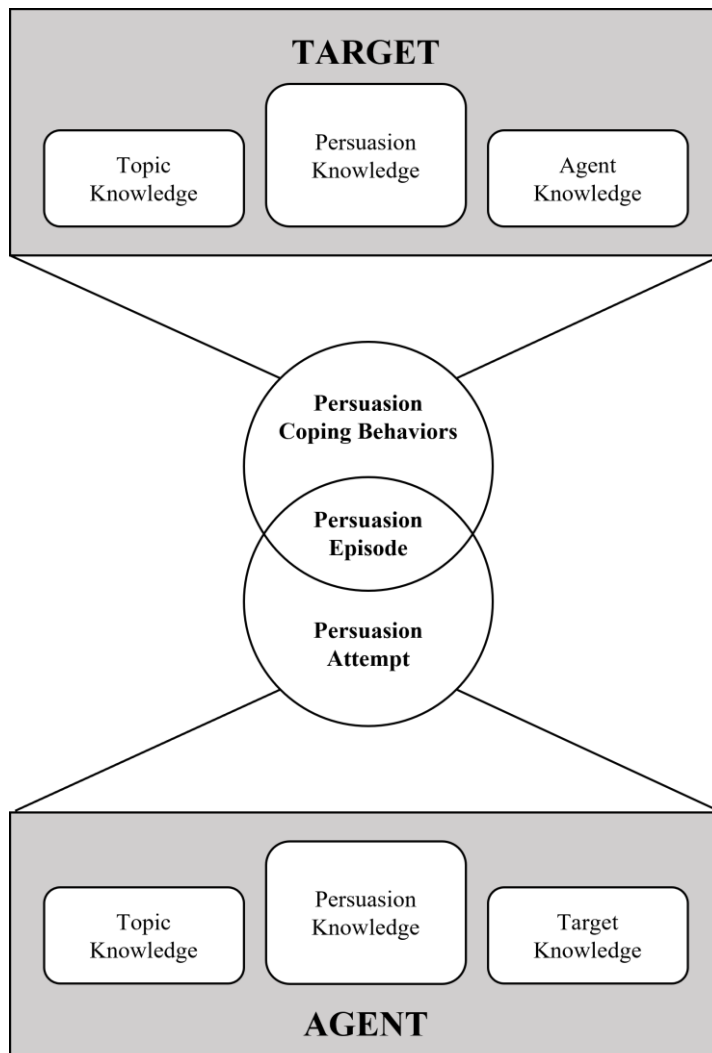 TARGET
Topic
Knowledge
Persuasion
Knowledge
Agent
Knowledge
Persuasion
Coping Behaviors
Persuasion
Episode
Persuasion
Attempt
Topic
Knowledge
Persuasion
Knowledge
Target
Knowledge
AGENT